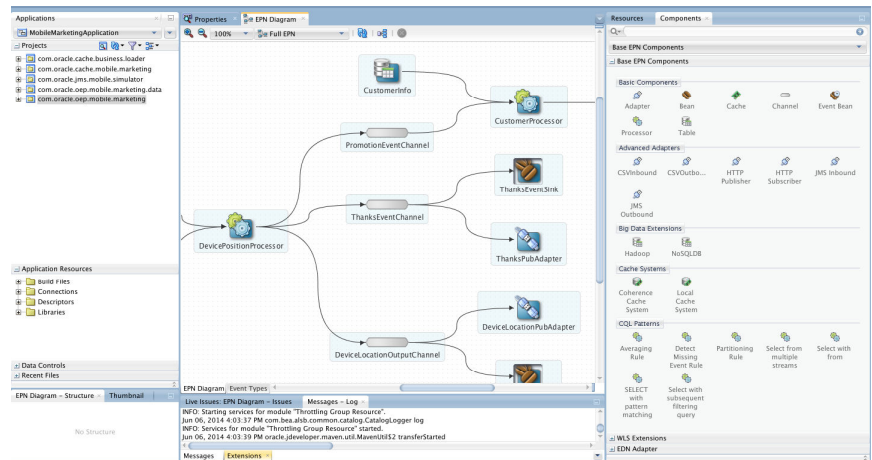 Applications
MobileMarketingApplication
Projects
com.oracle.cache.business.loader
com.oracle.cache.mobile.marketing
com.oracle.jms.mobile.simulator
com.oracle.oep.mobile.marketing.data
com.oracle.oep.mobile.marketing
Application Resources
Build Files
Connections
Descriptors
Libraries
Data Controls
Recent Files
EPN Diagram - Structure
Thumbnail
No Structure
Properties
EPN Diagram
100%
Full EPN
CustomerInfo
CustomerProcessor
PromotionEventChannel
ThanksEventSink
ThanksEventChannel
DevicePositionProcessor
ThanksPubAdapter
DeviceLocationPubAdapter
DeviceLocationOutputChannel
EPN Diagram
Event Types
Live Issues: EPN Diagram - Issues
Messages - Log
INFO: Starting services for module "Throttling Group Resource".
Jun 06, 2014 4:03:37 PM com.bea.alsb.common.catalog.CatalogLogger log
INFO: Services for module "Throttling Group Resource" started.
Jun 06, 2014 4:03:39 PM oracle.jdeveloper.maven.util.MavenUtil$2 transferStarted
Messages
Extensions
Resources
Components
Base EPN Components
Base EPN Components
Basic Components
Adapter
Bean
Cache
Channel
Event Bean
Processor
Table
Advanced Adapters
CSVInbound
CSVOutbo...
HTTP Publisher
HTTP Subscriber
JMS Inbound
JMS Outbound
Big Data Extensions
Hadoop
NoSQLDB
Cache Systems
Coherence Cache System
Local Cache System
CQL Patterns
Averaging Rule
Detect Missing Event Rule
Partitioning Rule
Select from multiple streams
Select with from
SELECT with pattern matching
Select with subsequent filtering query
WLS Extensions
EDN Adapter